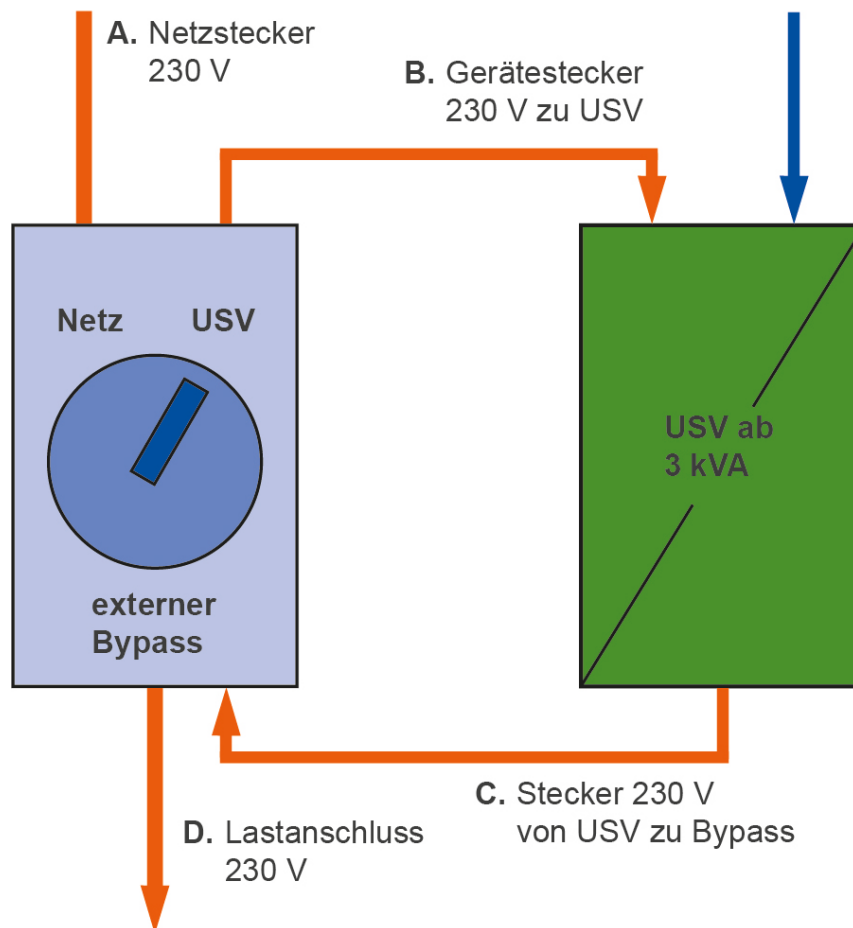 A. Netzstecker
230 V
B. Gerätestecker
230 V zu USV
Netz USV
externer
Bypass
USV ab
3 kVA
C. Stecker 230 V
von USV zu Bypass
D. Lastanschluss
230 V